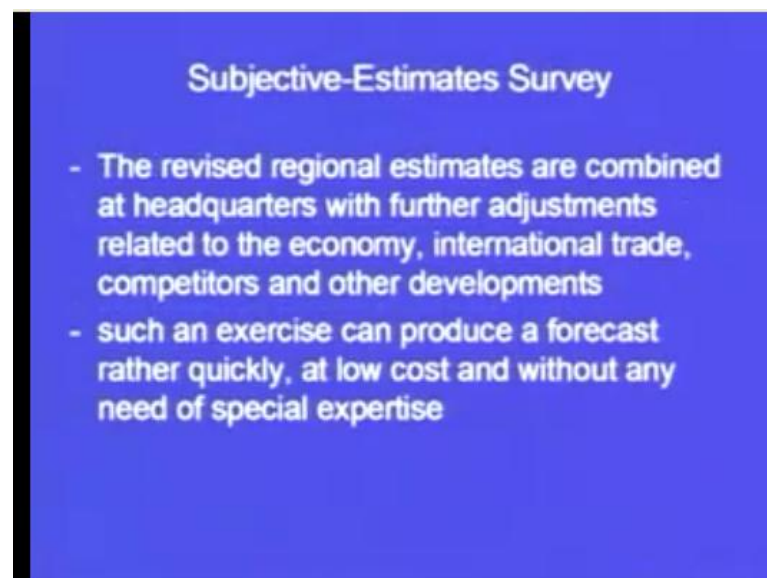 Subjective-Estimates Survey
- The revised regional estimates are combined
at headquarters with further adjustments
related to the economy, international trade,
competitors and other developments
- such an exercise can produce a forecast
rather quickly, at low cost and without any
need of special expertise